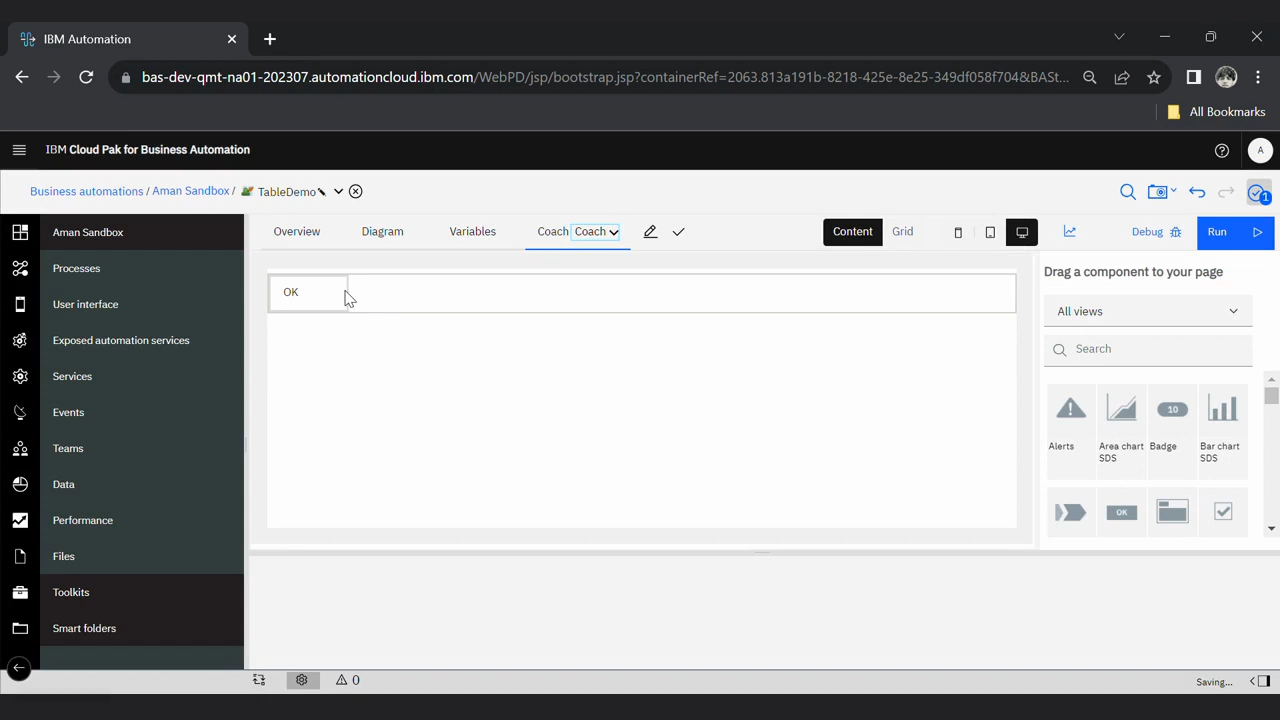 IBM Automation
bas-dev-qmt-na01-202307.automationcloud.ibm.com/WebPD/jsp/bootstrap.jsp?containerRef=2063.813a191b-8218-425e-8e25-349df058f704&BASt...
All Bookmarks
IBM Cloud Pak for Business Automation
A
Business automations / Aman Sandbox / TableDemo
1
Aman Sandbox
Overview
Diagram
Variables
Coach Coach
Content
Grid
Debug
Run
Processes
User interface
Exposed automation services
Services
Events
Teams
Data
Performance
Files
Toolkits
Smart folders
OK
Drag a component to your page
All views
Search
10
Alerts
Area chart SDS
Badge
Bar chart SDS
OK
0
Saving...